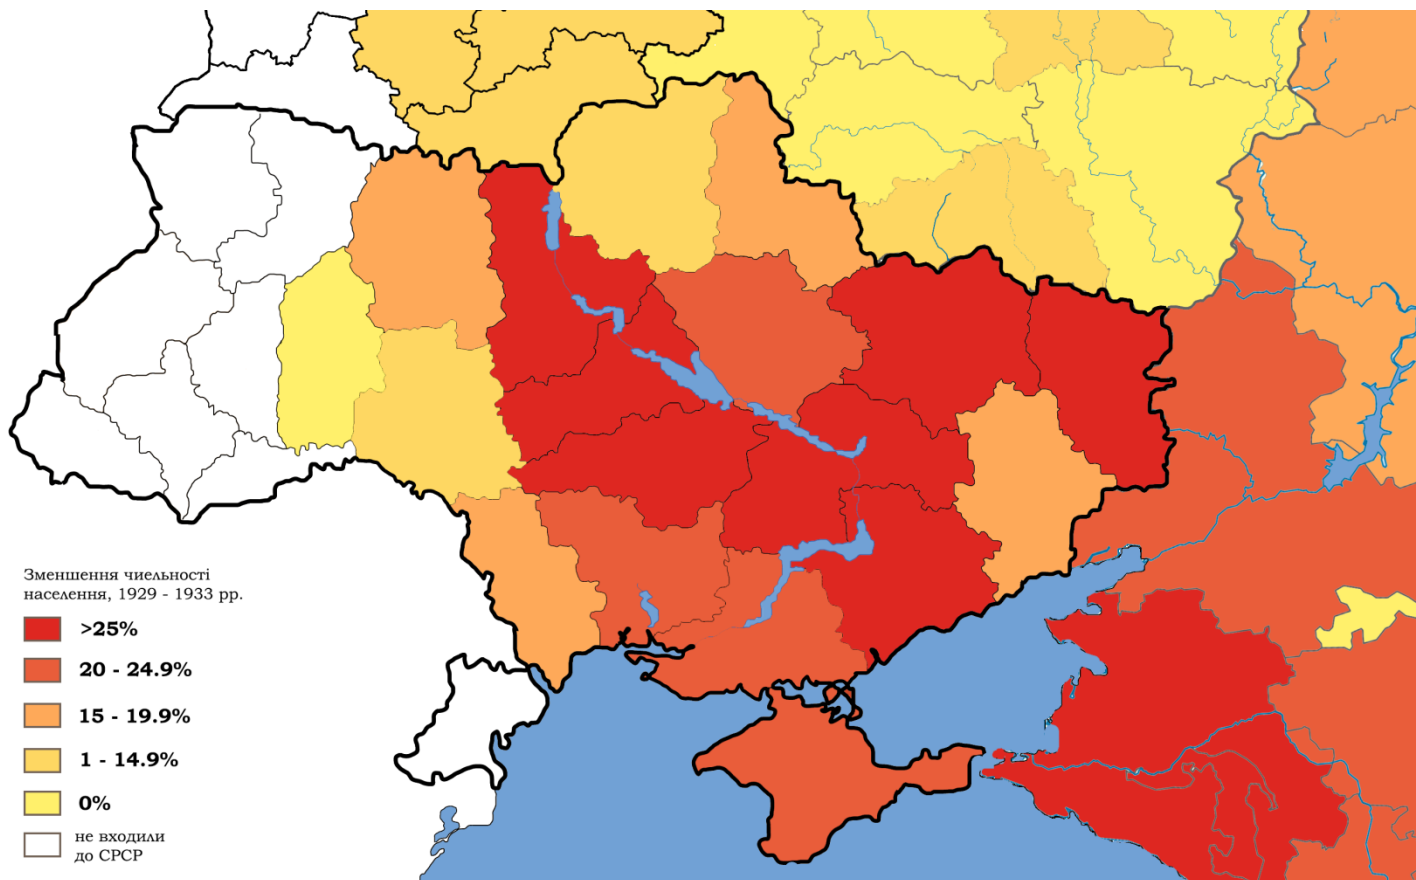 Зменшення чиельності
населення, 1929 - 1933 рр.
>25%
20 - 24.9%
15 - 19.9%
1 - 14.9%
0%
не входили
до СРСР